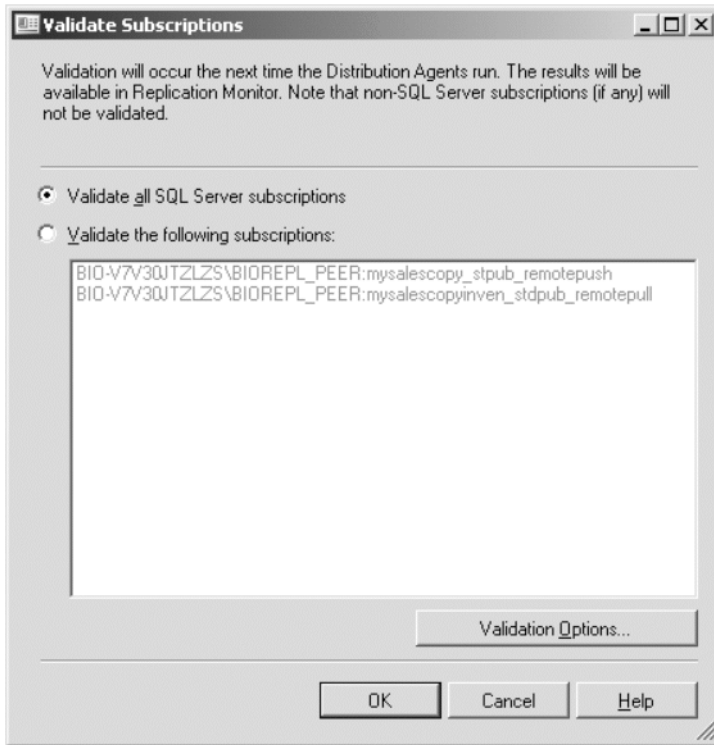 Validate Subscriptions
Validation will occur the next time the Distribution Agents run. The results will be
available in Replication Monitor. Note that non-SQL Server subscriptions (if any) will
not be validated.
Validate all SQL Server subscriptions
Validate the following subscriptions:
BIO-V7V30JTZLZS\BIOREPL_PEER:mysalescopy_stpub_remotepush
BIO-V7V30JTZLZS\BIOREPL_PEER:mysalescopyinven_stdpub_remotepull
Validation Options...
OK Cancel Help